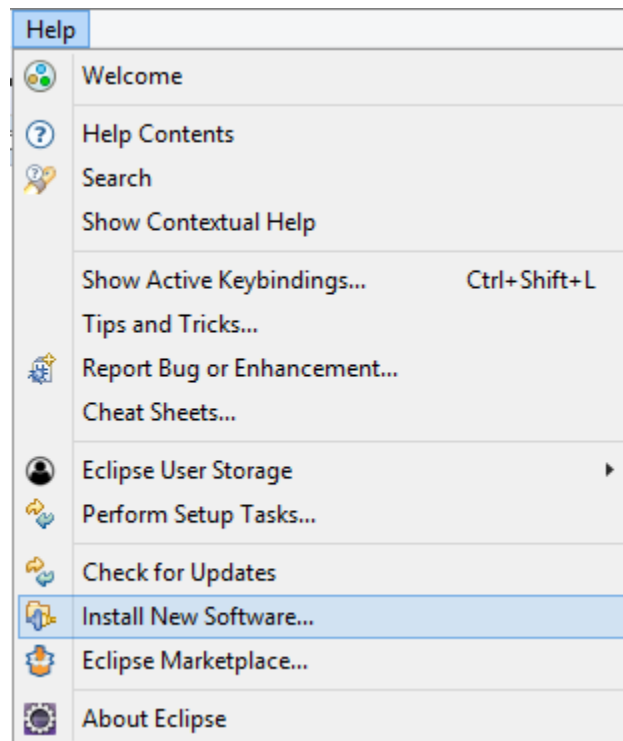 Help
Welcome
Help Contents
Search
Show Contextual Help
Show Active Keybindings... Ctrl+Shift+L
Tips and Tricks...
Report Bug or Enhancement...
Cheat Sheets...
Eclipse User Storage
Perform Setup Tasks...
Check for Updates
Install New Software...
Eclipse Marketplace...
About Eclipse